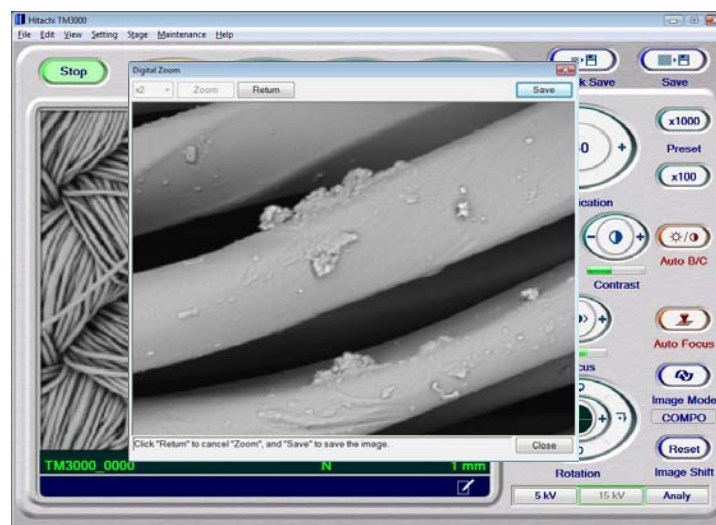 Hitachi TM3000
File Edit View Setting Stage Maintenance Help
Stop
Digital Zoom
x2 Zoom Return Save
k Save Save
x1000
Preset
x100
ication
Auto B/C
Contrast
Auto Focus
cus
Image Mode
COMPO
Reset
Rotation Image Shift
Click "Return" to cancel "Zoom", and "Save" to save the image. Close
TM3000_0000 N 1 mm
5 kV 15 kV Analy